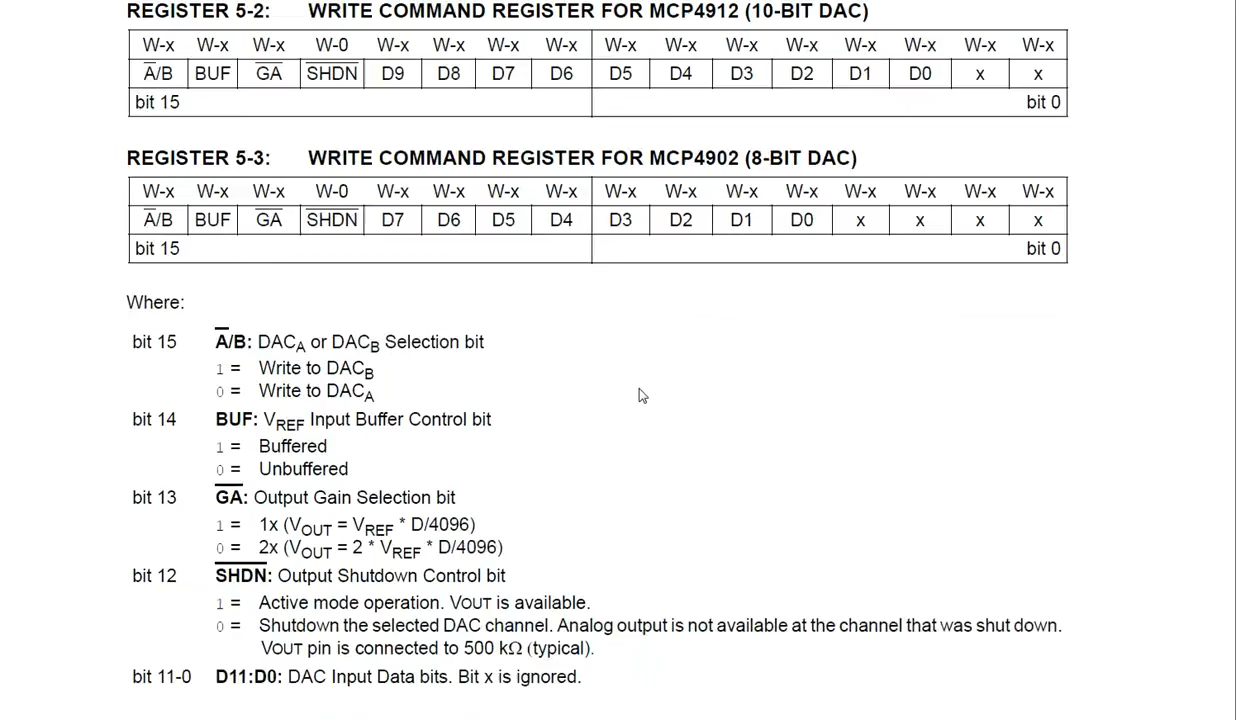 REGISTER 5-2: WRITE COMMAND REGISTER FOR MCP4912 (10-BIT DAC)
W-x W-x W-x W-0 W-x W-x W-x W-x W-x W-x W-x W-x W-x W-x W-x W-x
A̅/B BUF G̅A̅ S̅H̅D̅N̅ D9 D8 D7 D6 D5 D4 D3 D2 D1 D0 x x
bit 15 bit 0
REGISTER 5-3: WRITE COMMAND REGISTER FOR MCP4902 (8-BIT DAC)
W-x W-x W-x W-0 W-x W-x W-x W-x W-x W-x W-x W-x W-x W-x W-x W-x
A̅/B BUF G̅A̅ S̅H̅D̅N̅ D7 D6 D5 D4 D3 D2 D1 D0 x x x x
bit 15 bit 0
Where:
bit 15 A̅/B: DACA or DACB Selection bit
1 = Write to DACB
0 = Write to DACA
bit 14 BUF: VREF Input Buffer Control bit
1 = Buffered
0 = Unbuffered
bit 13 G̅A̅: Output Gain Selection bit
1 = 1x (VOUT = VREF * D/4096)
0 = 2x (VOUT = 2 * VREF * D/4096)
bit 12 S̅H̅D̅N̅: Output Shutdown Control bit
1 = Active mode operation. VOUT is available.
0 = Shutdown the selected DAC channel. Analog output is not available at the channel that was shut down.
VOUT pin is connected to 500 kΩ (typical).
bit 11-0 D11:D0: DAC Input Data bits. Bit x is ignored.